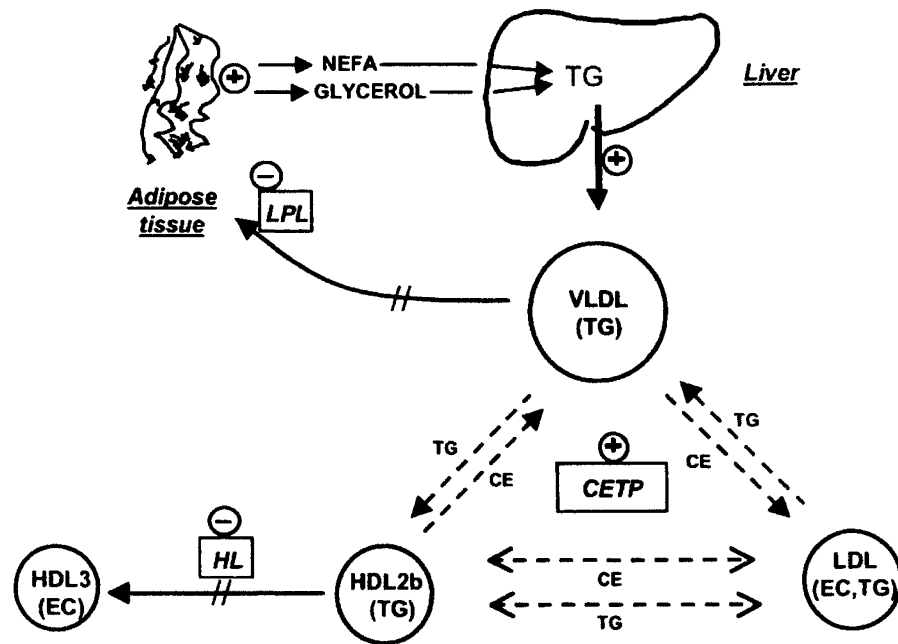 NEFA
GLYCEROL
TG
Liver
+
+
−
LPL
Adipose
tissue
VLDL
(TG)
TG
CE
TG
CE
+
CETP
−
HL
HDL3
(EC)
HDL2b
(TG)
CE
TG
LDL
(EC,TG)